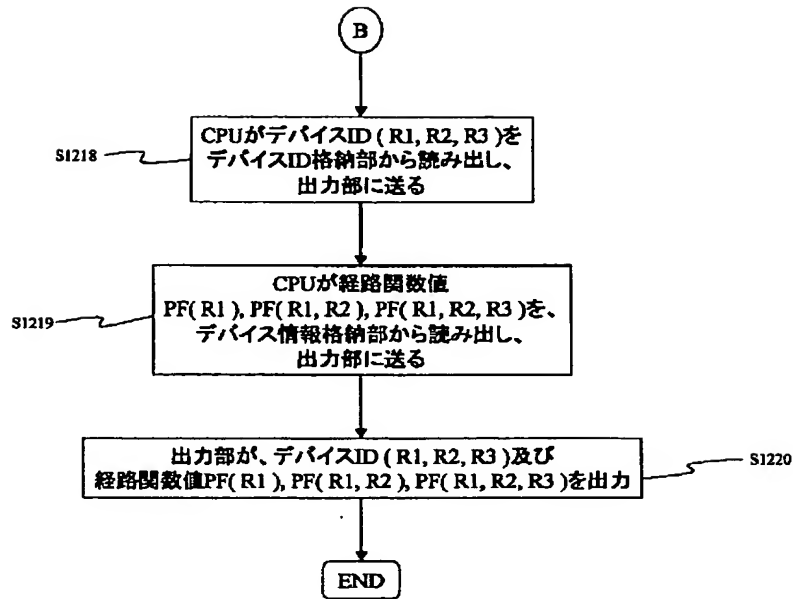 B
S1218
CPUがデバイスID ( R1, R2, R3 )を
デバイスID格納部から読み出し、
出力部に送る
S1219
CPUが経路関数値
PF( R1 ), PF( R1, R2 ), PF( R1, R2, R3 )を、
デバイス情報格納部から読み出し、
出力部に送る
出力部が、デバイスID ( R1, R2, R3 )及び
経路関数値PF( R1 ), PF( R1, R2 ), PF( R1, R2, R3 )を出力
S1220
END